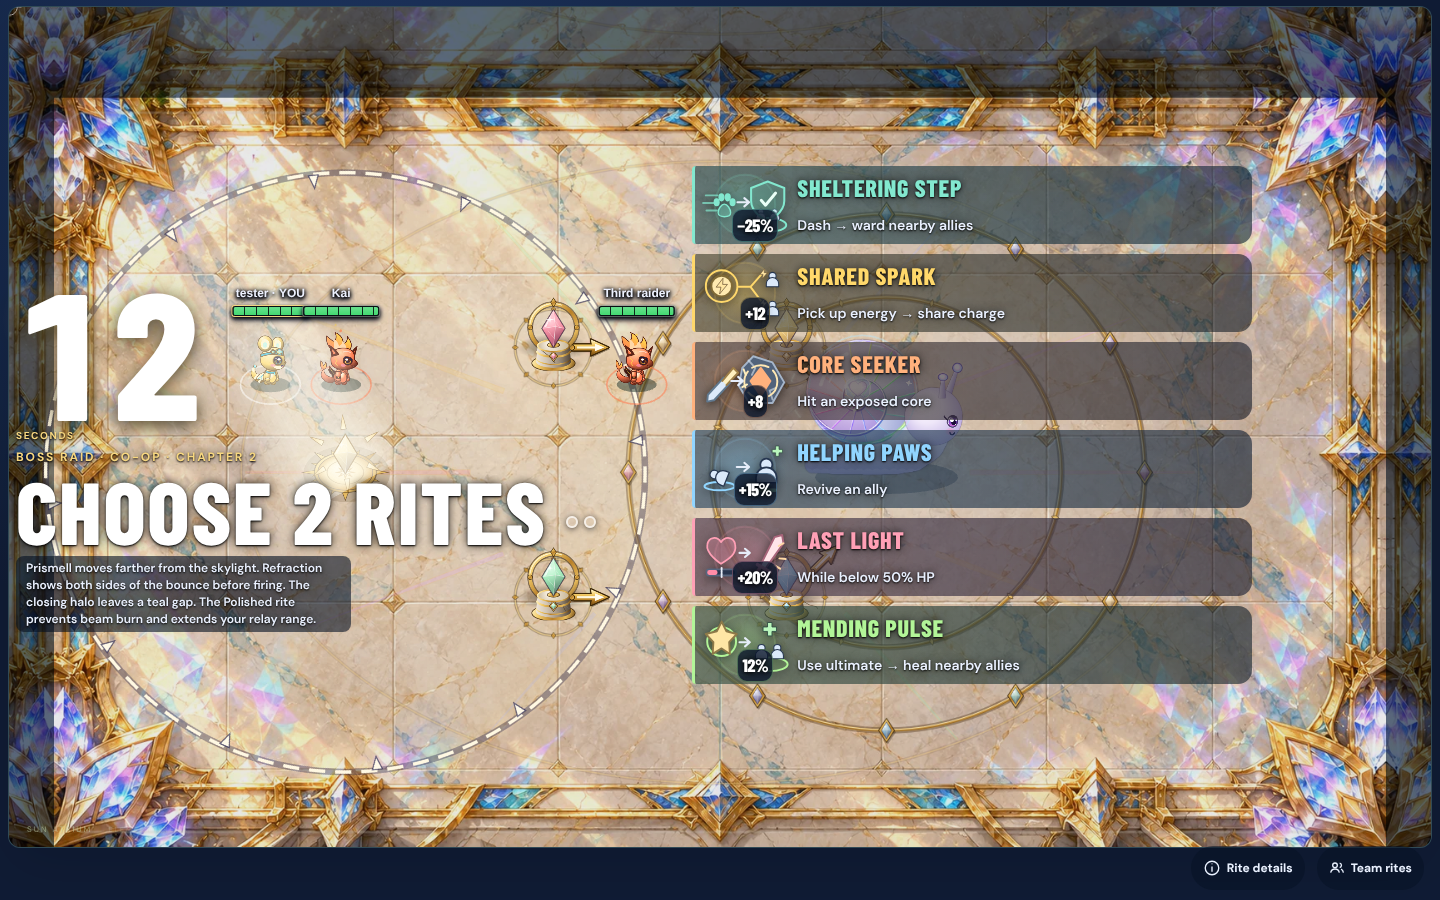 tester · YOU
Kai
Third raider
12
SECONDS
BOSS RAID · CO-OP · CHAPTER 2
CHOOSE 2 RITES
Prismell moves farther from the skylight. Refraction
shows both sides of the bounce before firing. The
closing halo leaves a teal gap. The Polished rite
prevents beam burn and extends your relay range.
SHELTERING STEP
−25%
Dash → ward nearby allies
SHARED SPARK
+12
Pick up energy → share charge
CORE SEEKER
+8
Hit an exposed core
HELPING PAWS
+15%
Revive an ally
LAST LIGHT
+20%
While below 50% HP
MENDING PULSE
12%
Use ultimate → heal nearby allies
SUN
Rite details
Team rites